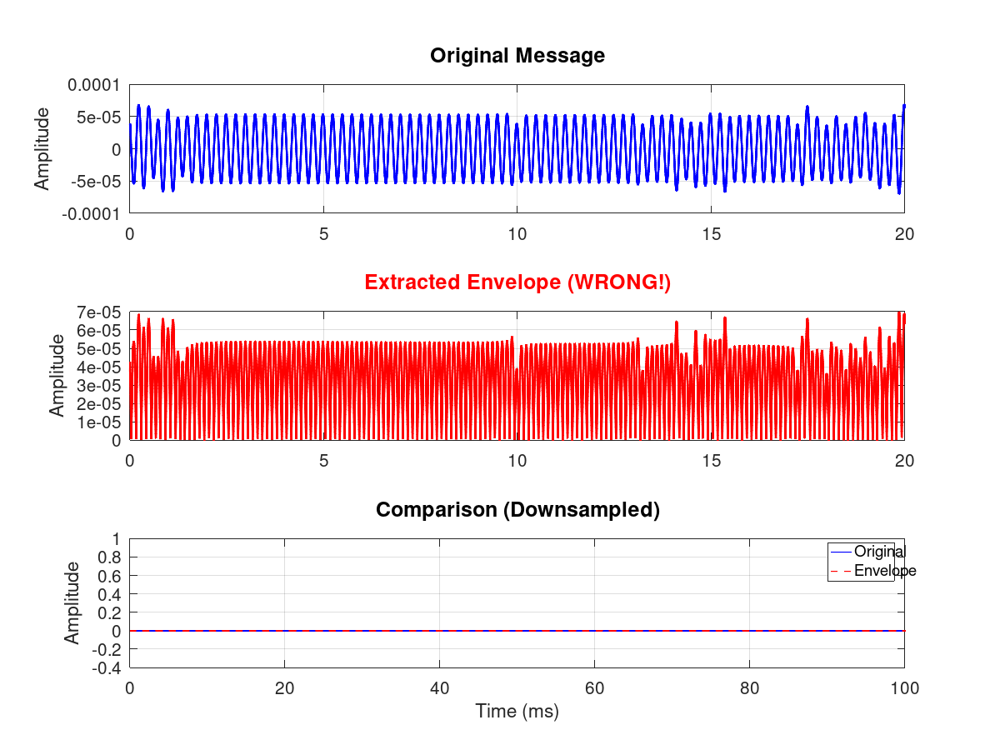 Original Message
0.0001
5e-05
0
-5e-05
-0.0001
Amplitude
0 5 10 15 20
Extracted Envelope (WRONG!)
7e-05
6e-05
5e-05
4e-05
3e-05
2e-05
1e-05
0
Amplitude
0 5 10 15 20
Comparison (Downsampled)
1
0.8
0.6
0.4
0.2
0
-0.2
-0.4
Amplitude
Original
Envelope
0 20 40 60 80 100
Time (ms)